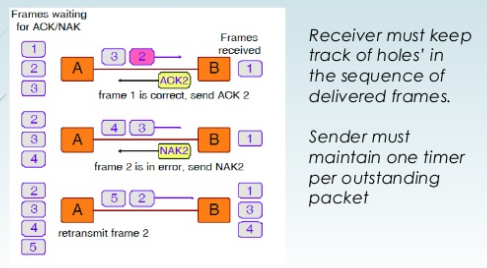 Frames waiting
for ACK/NAK
Frames
received
1
2
3
A
3 2
B
1
ACK2
frame 1 is correct, send ACK 2
2
3
4
A
4 3
B
1
NAK2
frame 2 is in error, send NAK2
2
3
4
5
A
5 2
B
1
3
4
retransmit frame 2
Receiver must keep
track of holes' in
the sequence of
delivered frames.
Sender must
maintain one timer
per outstanding
packet